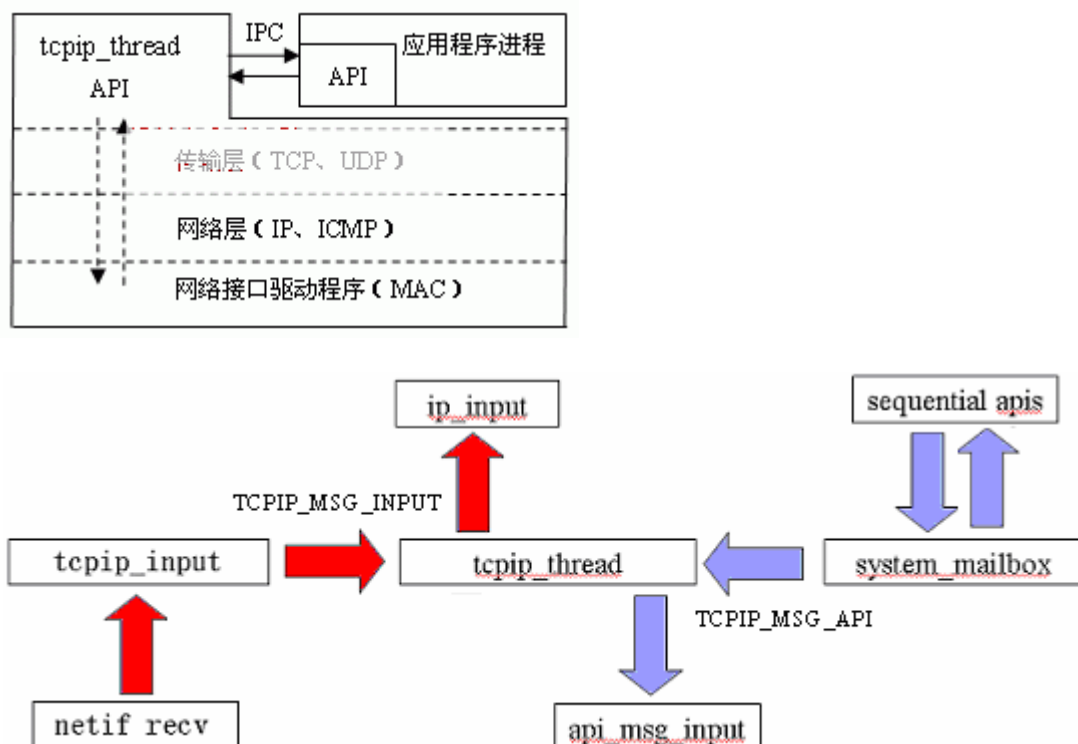 tcpip_thread
API
IPC
API
应用程序进程
传输层(TCP、UDP)
网络层(IP、ICMP)
网络接口驱动程序(MAC)
ip_input
sequential apis
TCPIP_MSG_INPUT
tcpip_input
tcpip_thread
system_mailbox
TCPIP_MSG_API
netif recv
api_msg_input